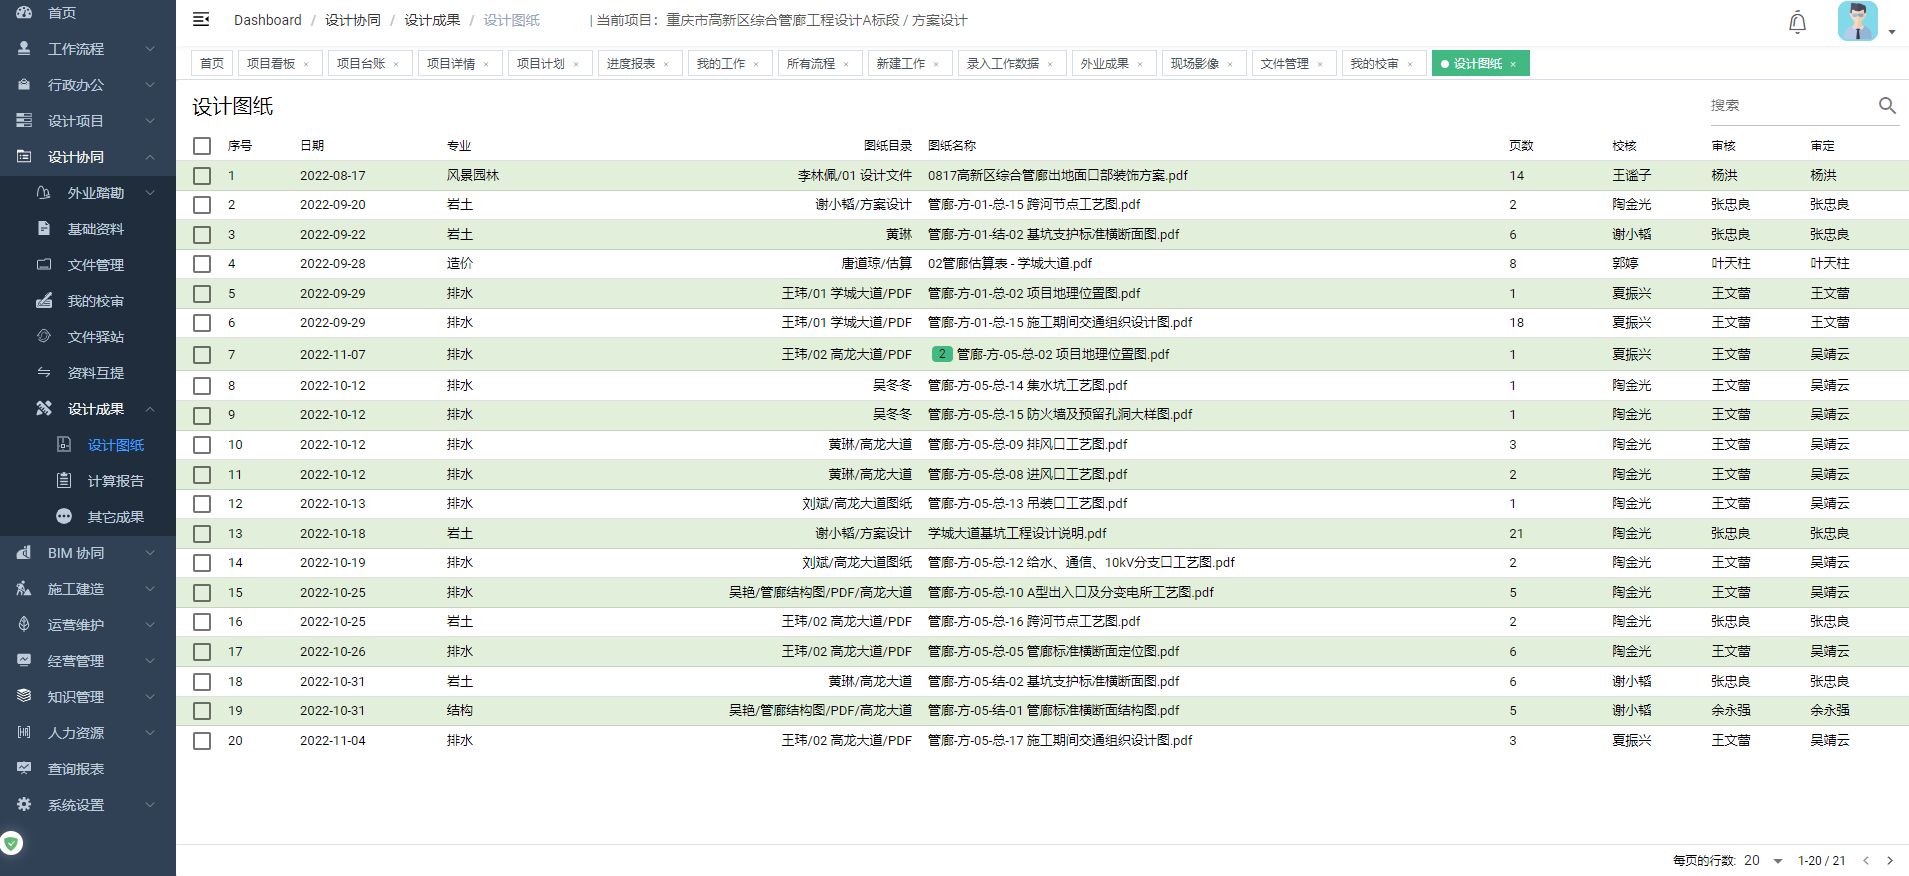 首页
工作流程
行政办公
设计项目
设计协同
外业踏勘
基础资料
文件管理
我的校审
文件驿站
资料互提
设计成果
设计图纸
计算报告
其它成果
BIM 协同
施工建造
运营维护
经营管理
知识管理
人力资源
查询报表
系统设置
Dashboard / 设计协同 / 设计成果 / 设计图纸 | 当前项目：重庆市高新区综合管廊工程设计A标段 / 方案设计
首页 项目看板 × 项目台账 × 项目详情 × 项目计划 × 进度报表 × 我的工作 × 所有流程 × 新建工作 × 录入工作数据 × 外业成果 × 现场影像 × 文件管理 × 我的校审 × 设计图纸 ×
设计图纸 搜索
序号 日期 专业 图纸目录 图纸名称 页数 校核 审核 审定
1 2022-08-17 风景园林 李林佩/01 设计文件 0817高新区综合管廊出地面口部装饰方案.pdf 14 王谧子 杨洪 杨洪
2 2022-09-20 岩土 谢小韬/方案设计 管廊-方-01-总-15 跨河节点工艺图.pdf 2 陶金光 张忠良 张忠良
3 2022-09-22 岩土 黄琳 管廊-方-01-结-02 基坑支护标准横断面图.pdf 6 谢小韬 张忠良 张忠良
4 2022-09-28 造价 唐道琼/估算 02管廊估算表 - 学城大道.pdf 8 郭婷 叶天柱 叶天柱
5 2022-09-29 排水 王玮/01 学城大道/PDF 管廊-方-01-总-02 项目地理位置图.pdf 1 夏振兴 王文蕾 王文蕾
6 2022-09-29 排水 王玮/01 学城大道/PDF 管廊-方-01-总-15 施工期间交通组织设计图.pdf 18 夏振兴 王文蕾 王文蕾
7 2022-11-07 排水 王玮/02 高龙大道/PDF 2 管廊-方-05-总-02 项目地理位置图.pdf 1 夏振兴 王文蕾 吴靖云
8 2022-10-12 排水 吴冬冬 管廊-方-05-总-14 集水坑工艺图.pdf 1 陶金光 王文蕾 吴靖云
9 2022-10-12 排水 吴冬冬 管廊-方-05-总-15 防火墙及预留孔洞大样图.pdf 1 陶金光 王文蕾 吴靖云
10 2022-10-12 排水 黄琳/高龙大道 管廊-方-05-总-09 排风口工艺图.pdf 3 陶金光 王文蕾 吴靖云
11 2022-10-12 排水 黄琳/高龙大道 管廊-方-05-总-08 进风口工艺图.pdf 2 陶金光 王文蕾 吴靖云
12 2022-10-13 排水 刘斌/高龙大道图纸 管廊-方-05-总-13 吊装口工艺图.pdf 1 陶金光 王文蕾 吴靖云
13 2022-10-18 岩土 谢小韬/方案设计 学城大道基坑工程设计说明.pdf 21 陶金光 张忠良 张忠良
14 2022-10-19 排水 刘斌/高龙大道图纸 管廊-方-05-总-12 给水、通信、10kV分支口工艺图.pdf 2 陶金光 王文蕾 吴靖云
15 2022-10-25 排水 吴艳/管廊结构图/PDF/高龙大道 管廊-方-05-总-10 A型出入口及分变电所工艺图.pdf 5 陶金光 王文蕾 吴靖云
16 2022-10-25 岩土 王玮/02 高龙大道/PDF 管廊-方-05-总-16 跨河节点工艺图.pdf 2 陶金光 张忠良 张忠良
17 2022-10-26 排水 王玮/02 高龙大道/PDF 管廊-方-05-总-05 管廊标准横断面定位图.pdf 6 陶金光 王文蕾 吴靖云
18 2022-10-31 岩土 黄琳/高龙大道 管廊-方-05-结-02 基坑支护标准横断面图.pdf 6 谢小韬 张忠良 张忠良
19 2022-10-31 结构 吴艳/管廊结构图/PDF/高龙大道 管廊-方-05-结-01 管廊标准横断面结构图.pdf 5 谢小韬 余永强 余永强
20 2022-11-04 排水 王玮/02 高龙大道/PDF 管廊-方-05-总-17 施工期间交通组织设计图.pdf 3 夏振兴 王文蕾 吴靖云
每页的行数: 20 1-20 / 21